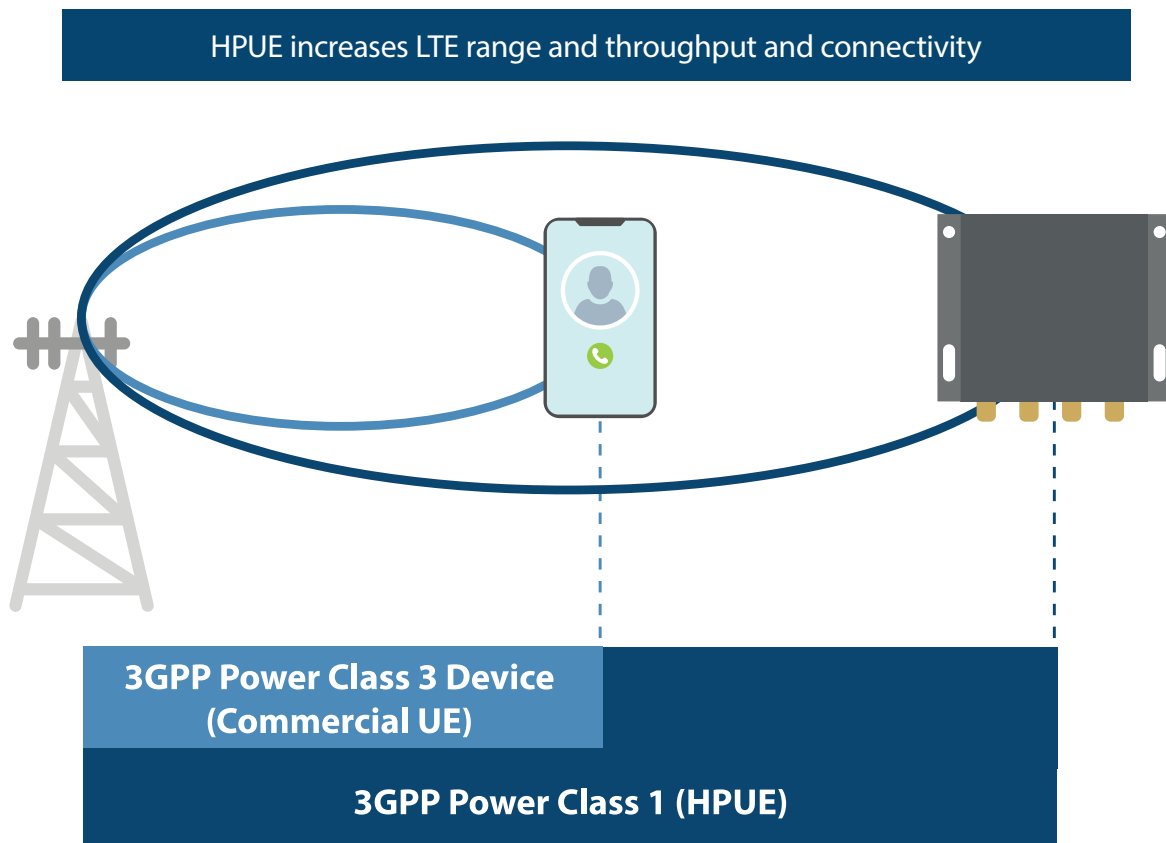 HPUE increases LTE range and throughput and connectivity
3GPP Power Class 3 Device
(Commercial UE)
3GPP Power Class 1 (HPUE)